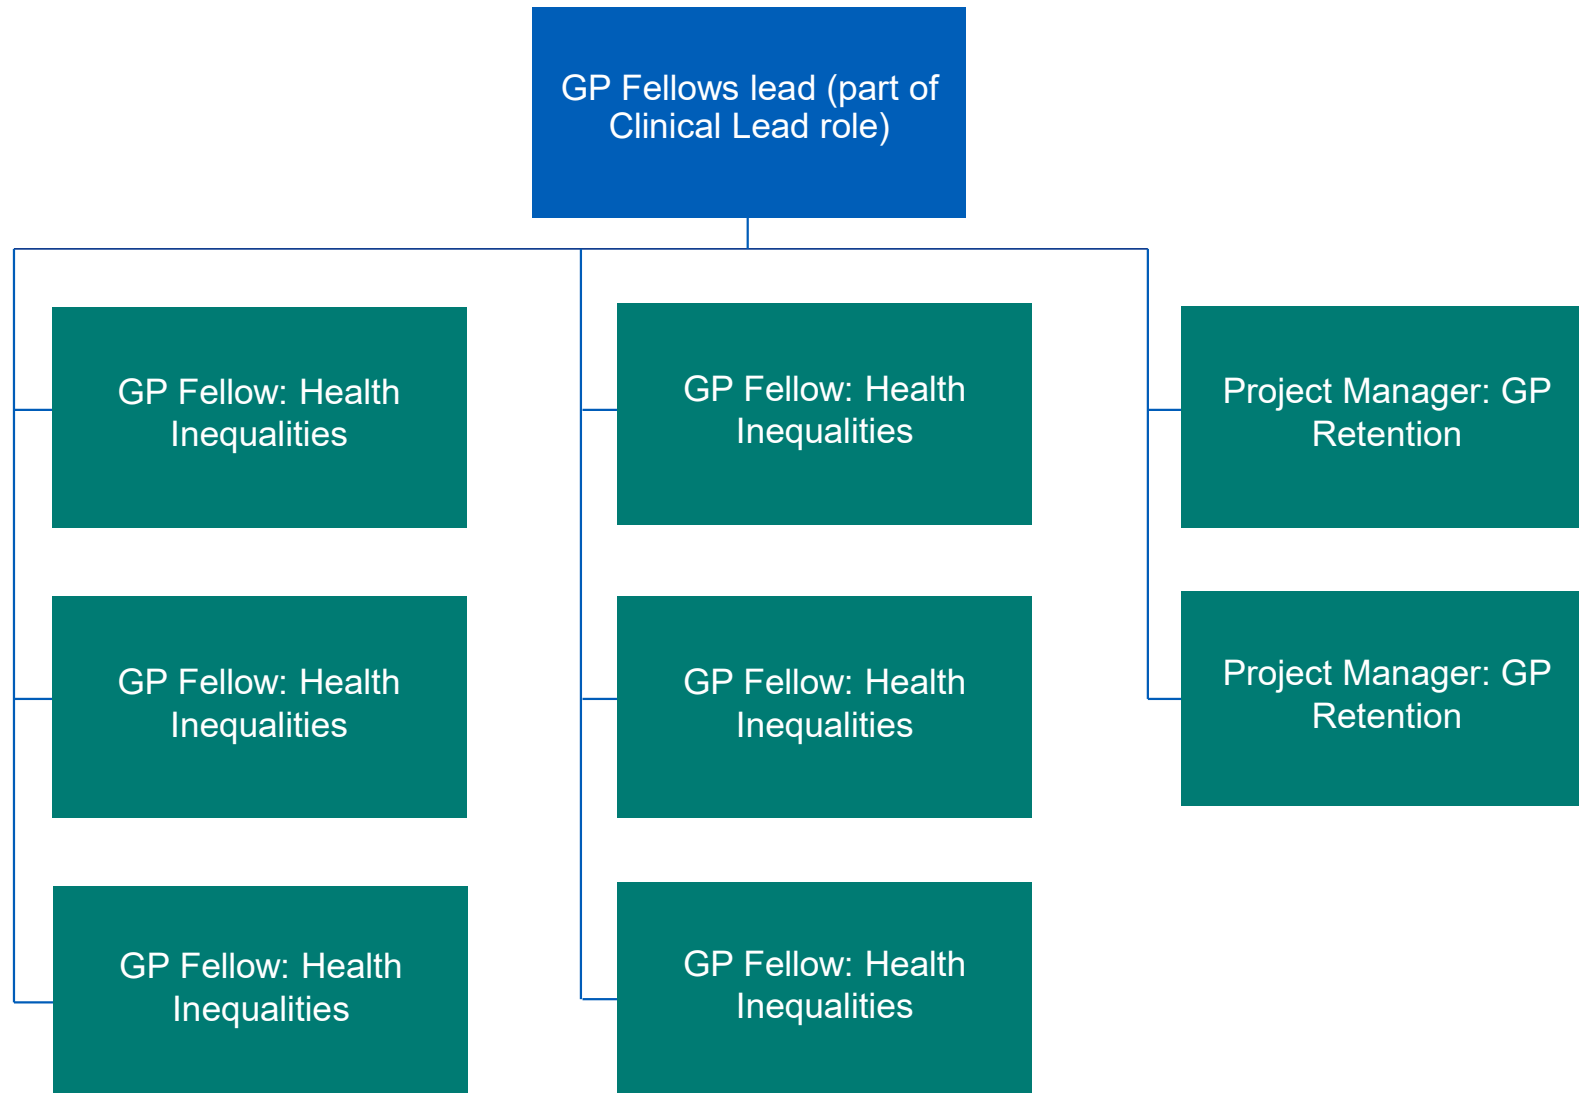 GP Fellows lead (part of
Clinical Lead role)
GP Fellow: Health
Inequalities
GP Fellow: Health
Inequalities
Project Manager: GP
Retention
GP Fellow: Health
Inequalities
GP Fellow: Health
Inequalities
Project Manager: GP
Retention
GP Fellow: Health
Inequalities
GP Fellow: Health
Inequalities